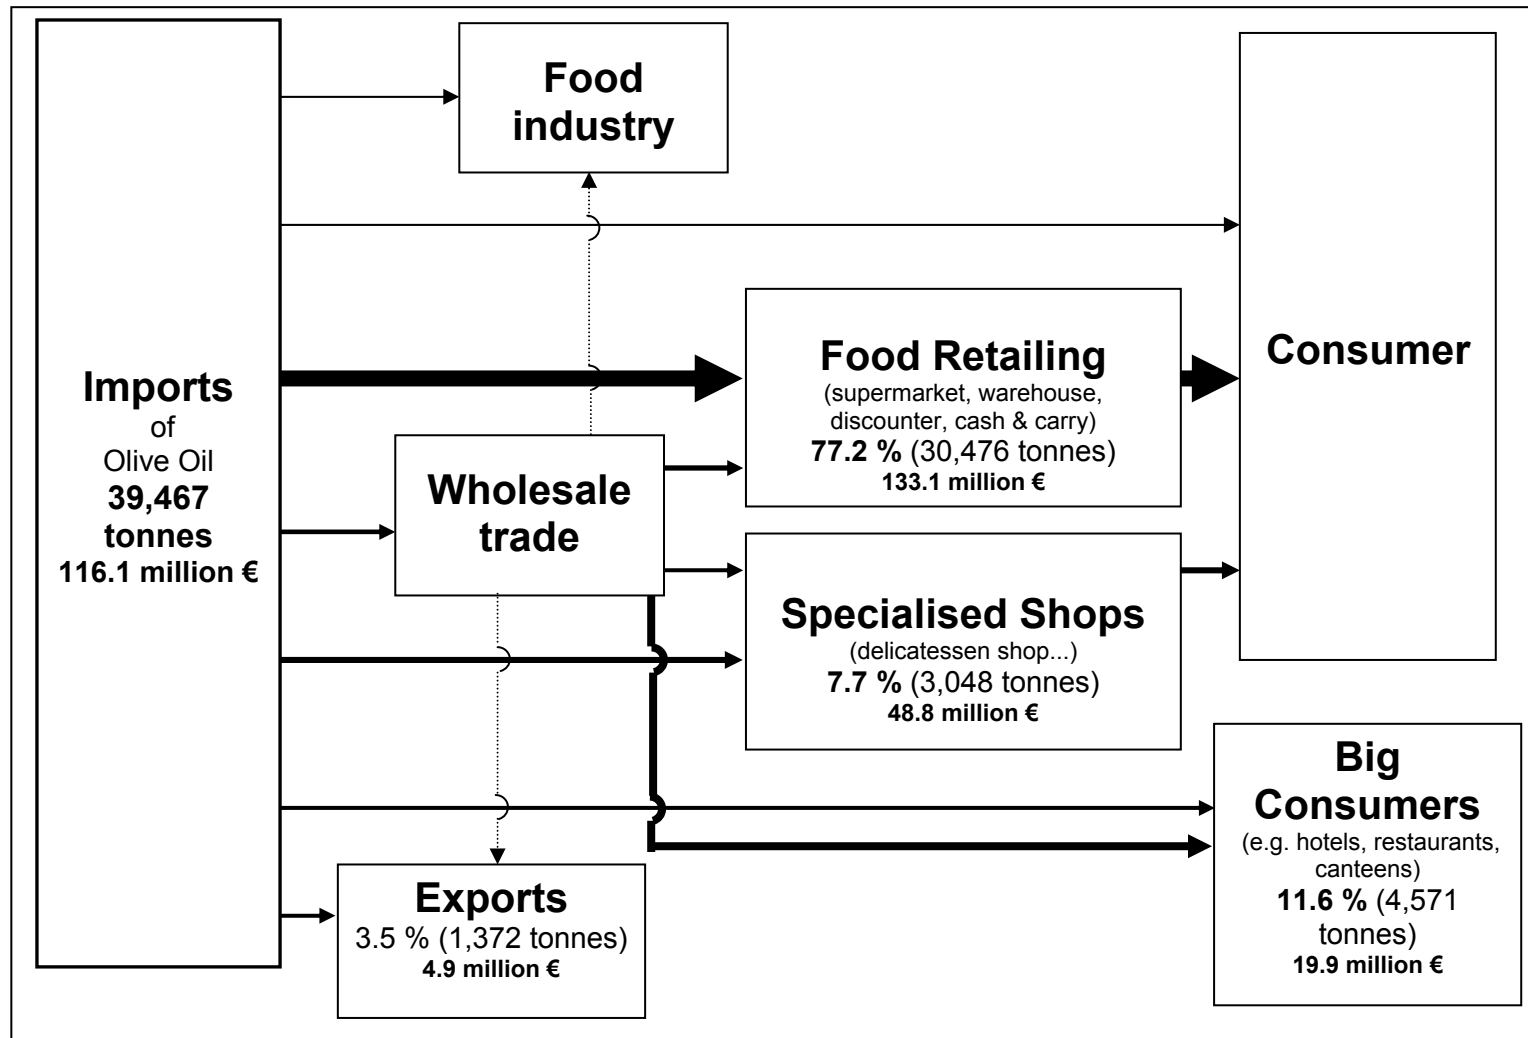 Food
industry
Imports
of
Olive Oil
39,467
tonnes
116.1 million €
Food Retailing
(supermarket, warehouse,
discounter, cash & carry)
77.2 % (30,476 tonnes)
133.1 million €
Consumer
Wholesale
trade
Specialised Shops
(delicatessen shop...)
7.7 % (3,048 tonnes)
48.8 million €
Big
Consumers
(e.g. hotels, restaurants,
canteens)
11.6 % (4,571
tonnes)
19.9 million €
Exports
3.5 % (1,372 tonnes)
4.9 million €